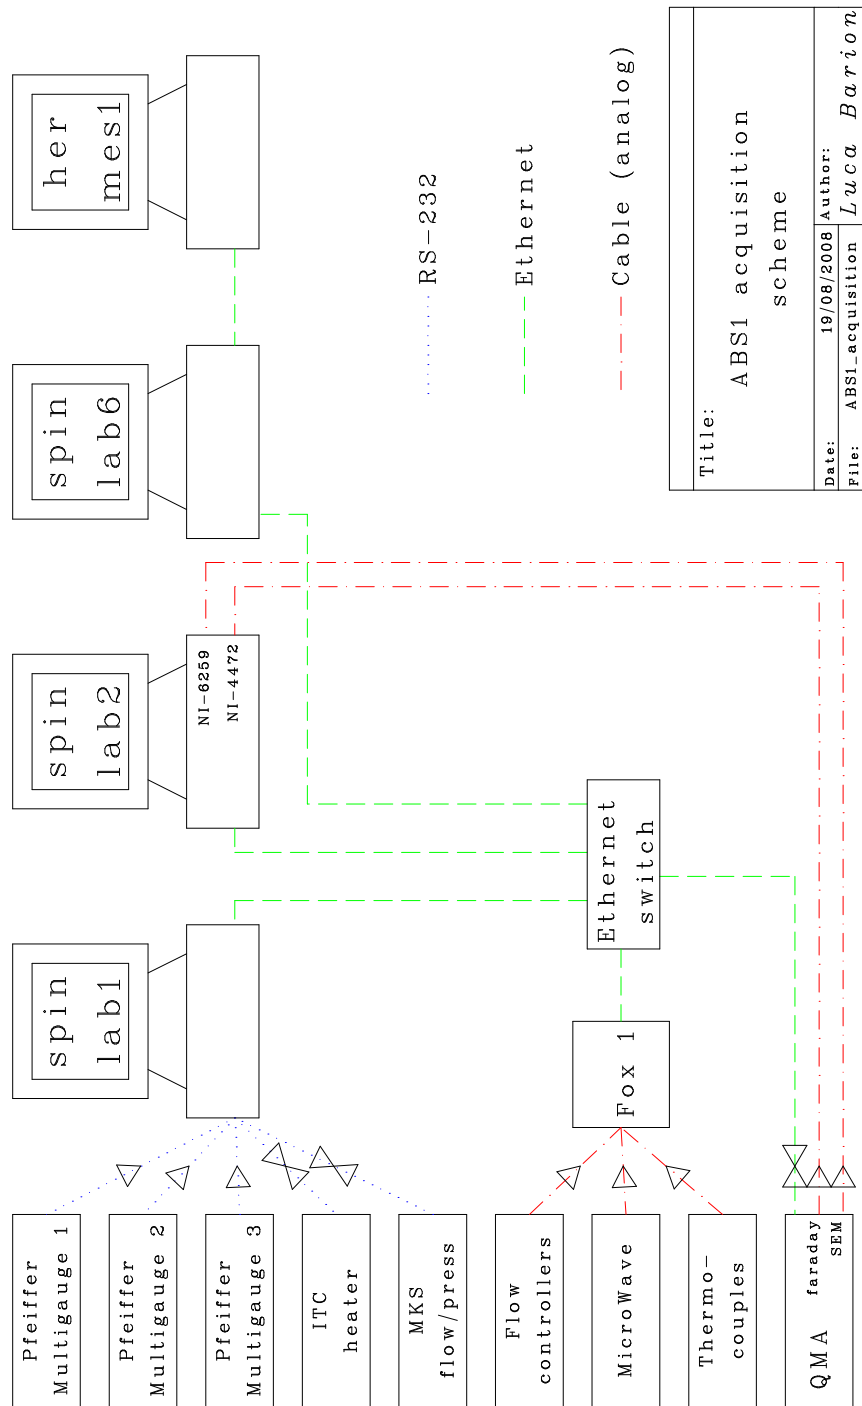 Pfeiffer
Multigauge 1
Pfeiffer
Multigauge 2
Pfeiffer
Multigauge 3
ITC
heater
MKS
flow/press
Flow
controllers
MicroWave
Thermo-
couples
QMA
faraday
SEM
spin
lab1
Fox 1
Ethernet
switch
spin
lab2
NI-6259
NI-4472
spin
lab6
her
mes1
RS-232
Ethernet
Cable (analog)
Title:
ABS1 acquisition
scheme
Date: 19/08/2008
Author:
File: ABS1_acquisition
Luca Barion